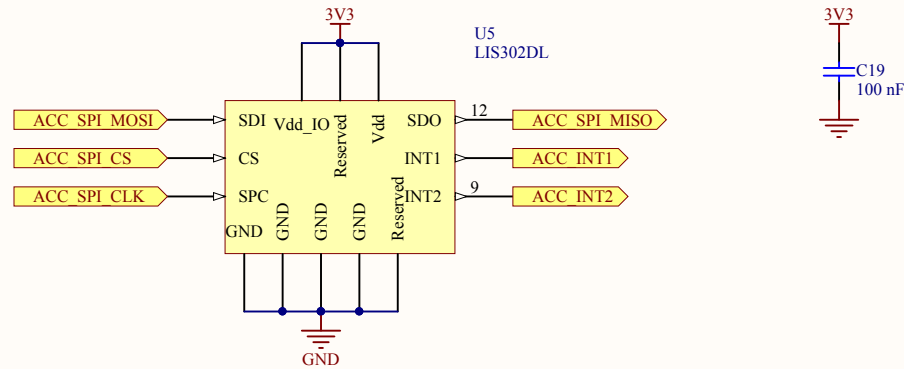 3V3
U5
LIS302DL
3V3
C19
100 nF
ACC_SPI_MOSI
SDI
Vdd_IO
Reserved
Vdd
SDO
12
ACC_SPI_MISO
ACC_SPI_CS
CS
INT1
ACC_INT1
ACC_SPI_CLK
SPC
INT2
9
ACC_INT2
GND
GND
GND
GND
Reserved
GND